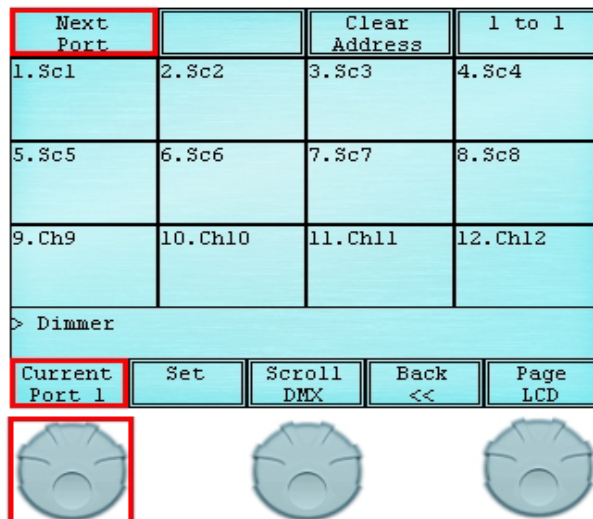 Next Port
Clear Address
1 to 1
1.Sc1
2.Sc2
3.Sc3
4.Sc4
5.Sc5
6.Sc6
7.Sc7
8.Sc8
9.Ch9
10.Ch10
11.Ch11
12.Ch12
> Dimmer
Current Port 1
Set
Scroll DMX
Back <<
Page LCD